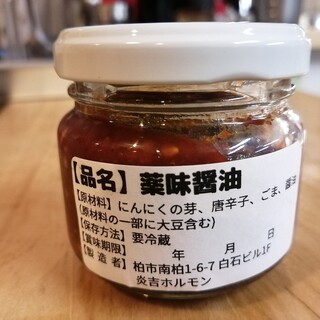 【品名】薬味醤油
【原材料】にんにくの芽、唐辛子、ごま、醤油
(原材料の一部に大豆含む)
【保存方法】要冷蔵
【賞味期限】 年 月 日
【製造者】柏市南柏1-6-7 白石ビル1F
炎吉ホルモン